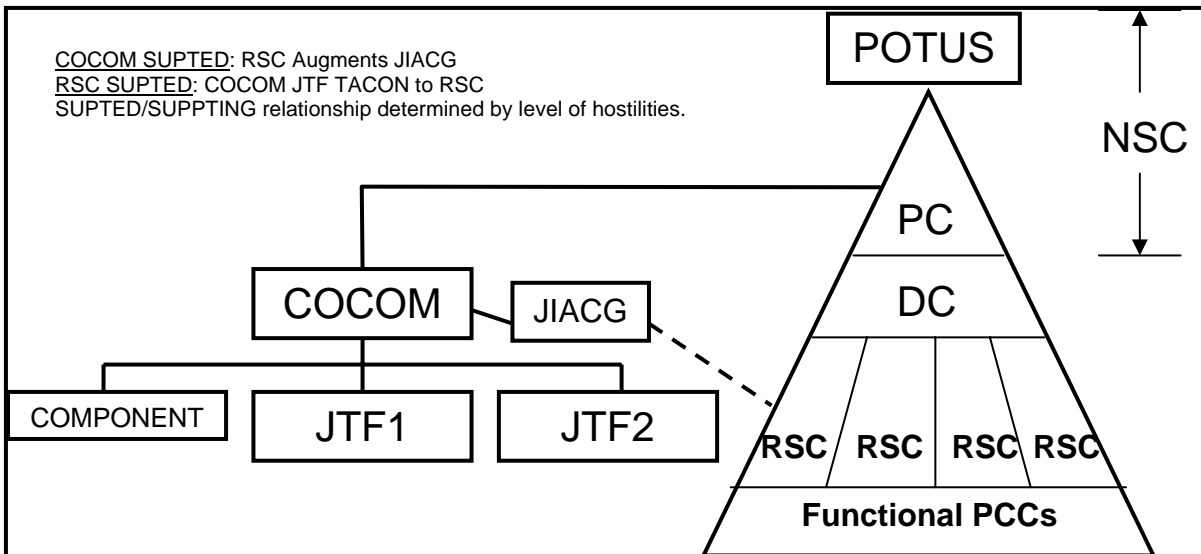 POTUS
COCOM SUPTED: RSC Augments JIACG
RSC SUPTED: COCOM JTF TACON to RSC
SUPTED/SUPPTING relationship determined by level of hostilities.
NSC
PC
COCOM
JIACG
DC
COMPONENT
JTF1
JTF2
RSC
RSC
RSC
RSC
Functional PCCs